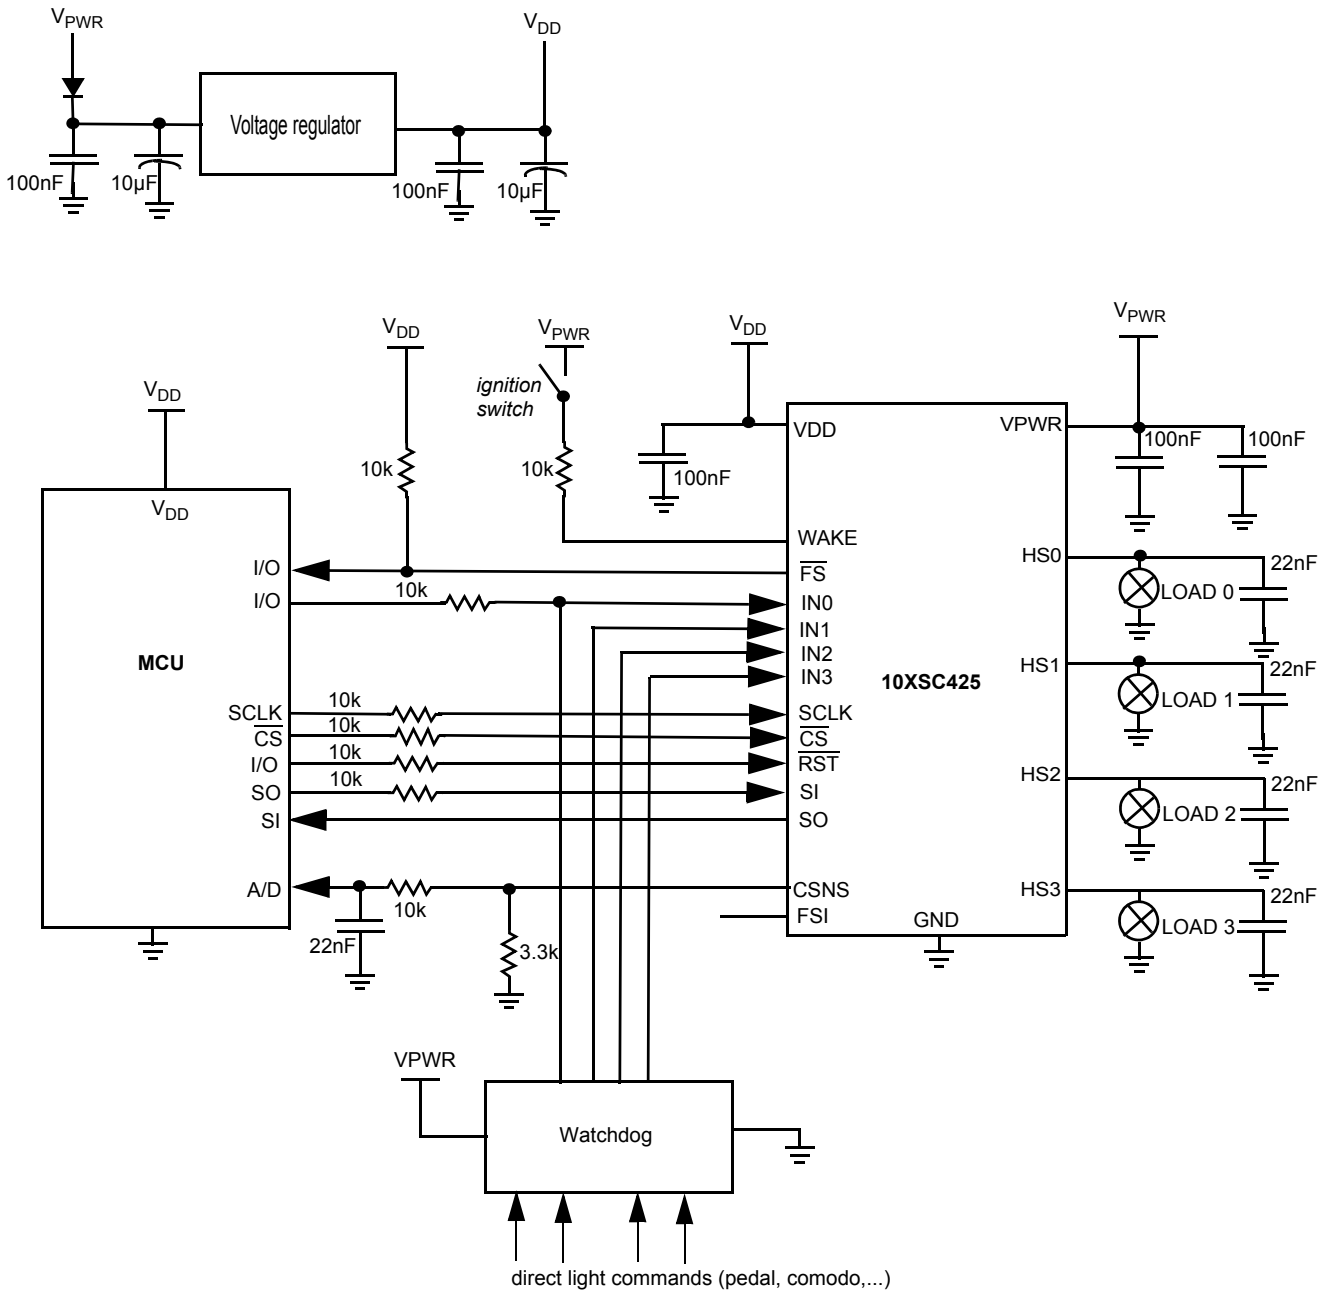 VPWR
VDD
Voltage regulator
100nF
10µF
100nF
10µF
VDD
VPWR
VDD
VPWR
ignition
switch
VDD
VDD
10k
10k
100nF
VDD
VPWR
100nF
100nF
WAKE
I/O
FS
HS0
22nF
10k
I/O
IN0
LOAD 0
IN1
MCU
IN2
HS1
22nF
IN3
10XSC425
10k
LOAD 1
SCLK
SCLK
10k
CS
CS
10k
I/O
RST
HS2
22nF
10k
SO
SI
LOAD 2
SI
SO
A/D
CSNS
HS3
22nF
10k
FSI
GND
LOAD 3
22nF
3.3k
VPWR
Watchdog
direct light commands (pedal, comodo,...)